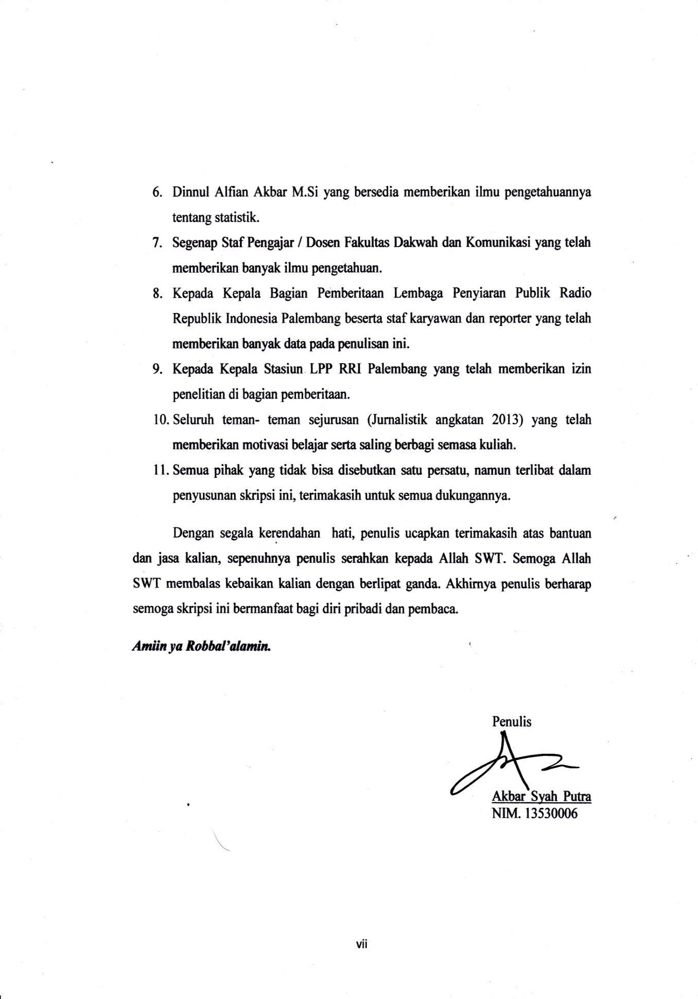 6. Dinnul Alfian Akbar M.Si yang bersedia memberikan ilmu pengetahuannya
tentang statistik.
7. Segenap Staf Pengajar / Dosen Fakultas Dakwah dan Komunikasi yang telah
memberikan banyak ilmu pengetahuan.
8. Kepada Kepala Bagian Pemberitaan Lembaga Penyiaran Publik Radio
Republik Indonesia Palembang beserta staf karyawan dan reporter yang telah
memberikan banyak data pada penulisan ini.
9. Kepada Kepala Stasiun LPP RRI Palembang yang telah memberikan izin
penelitian di bagian pemberitaan.
10. Seluruh teman- teman sejurusan (Jurnalistik angkatan 2013) yang telah
memberikan motivasi belajar serta saling berbagi semasa kuliah.
11. Semua pihak yang tidak bisa disebutkan satu persatu, namun terlibat dalam
penyusunan skripsi ini, terimakasih untuk semua dukungannya.
Dengan segala kerendahan hati, penulis ucapkan terimakasih atas bantuan
dan jasa kalian, sepenuhnya penulis serahkan kepada Allah SWT. Semoga Allah
SWT membalas kebaikan kalian dengan berlipat ganda. Akhirnya penulis berharap
semoga skripsi ini bermanfaat bagi diri pribadi dan pembaca.
Amiin ya Robbal’alamin.
Penulis
Akbar Syah Putra
NIM. 13530006
vii